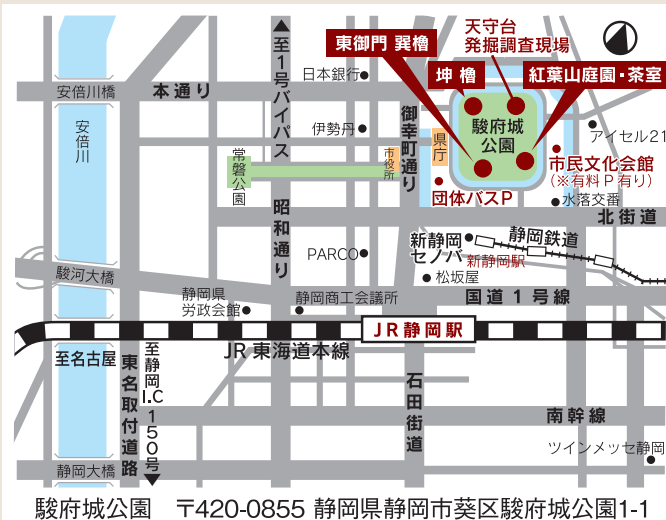 ▲至1号バイパス
東御門 巽櫓
天守台
発掘調査現場
坤 櫓
紅葉山庭園・茶室
日本銀行
安倍川橋
本通り
御幸町通り
駿府城
公園
安倍川
伊勢丹
県庁
アイセル21
常磐公園
市役所
市民文化会館
(※有料P有り)
団体バスP
水落交番
北街道
昭和通り
新静岡
セノバ
静岡鉄道
新静岡駅
PARCO
松坂屋
駿河大橋
静岡県
労政会館
静岡商工会議所
国道1号線
JR静岡駅
至名古屋
JR東海道本線
東名取付道路
至静岡I.C 150号▼
石田街道
南幹線
ツインメッセ静岡
静岡大橋
駿府城公園 〒420-0855 静岡県静岡市葵区駿府城公園1-1